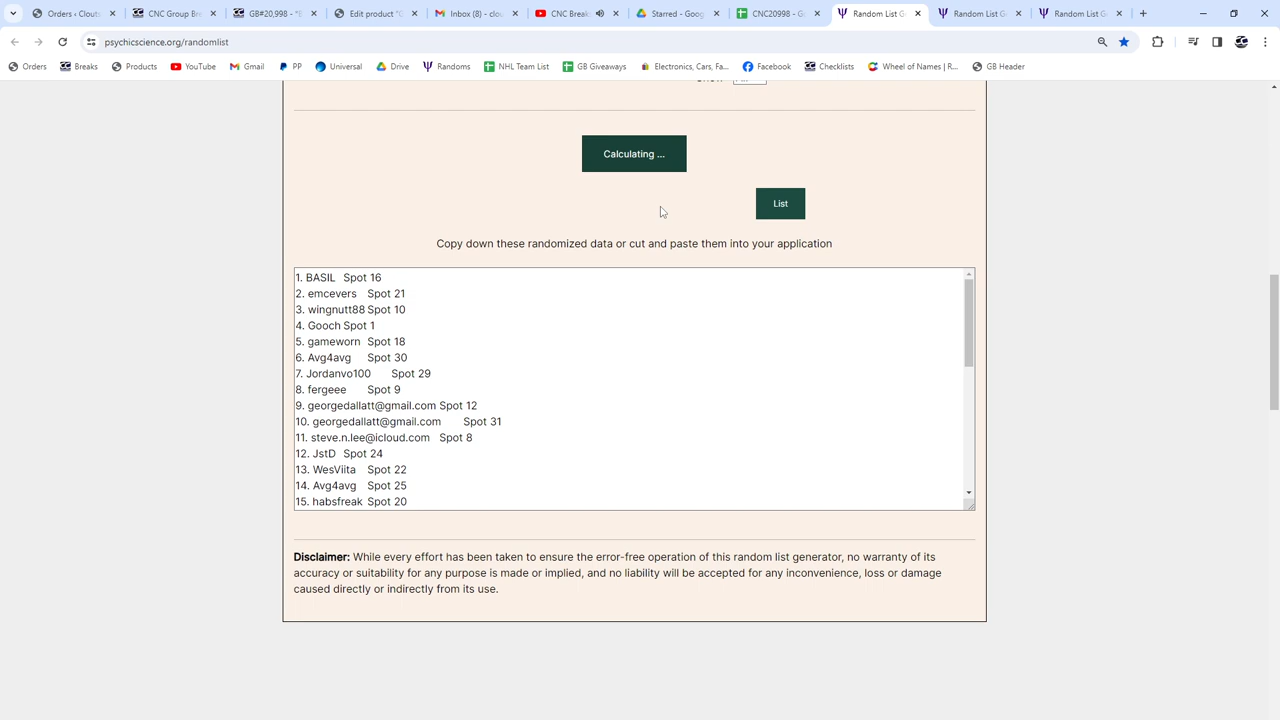 Orders ‹ Clout
CNC Group Bre
GB#20,998 - *B
Edit product "G
Inbox (8) - clou
CNC Breaks
Starred - Goog
CNC20998 - Go
Random List G
Random List G
Random List G
psychicscience.org/randomlist
Orders
Breaks
Products
YouTube
Gmail
PP
Universal
Drive
Randoms
NHL Team List
GB Giveaways
Electronics, Cars, Fa...
Facebook
Checklists
Wheel of Names | R...
GB Header
Calculating ...
List
Copy down these randomized data or cut and paste them into your application
1. BASIL Spot 16
2. emcevers Spot 21
3. wingnutt88 Spot 10
4. Gooch Spot 1
5. gameworn Spot 18
6. Avg4avg Spot 30
7. Jordanvo100 Spot 29
8. fergeee Spot 9
9. georgedallatt@gmail.com Spot 12
10. georgedallatt@gmail.com Spot 31
11. steve.n.lee@icloud.com Spot 8
12. JstD Spot 24
13. WesViita Spot 22
14. Avg4avg Spot 25
15. habsfreak Spot 20
Disclaimer: While every effort has been taken to ensure the error-free operation of this random list generator, no warranty of its
accuracy or suitability for any purpose is made or implied, and no liability will be accepted for any inconvenience, loss or damage
caused directly or indirectly from its use.